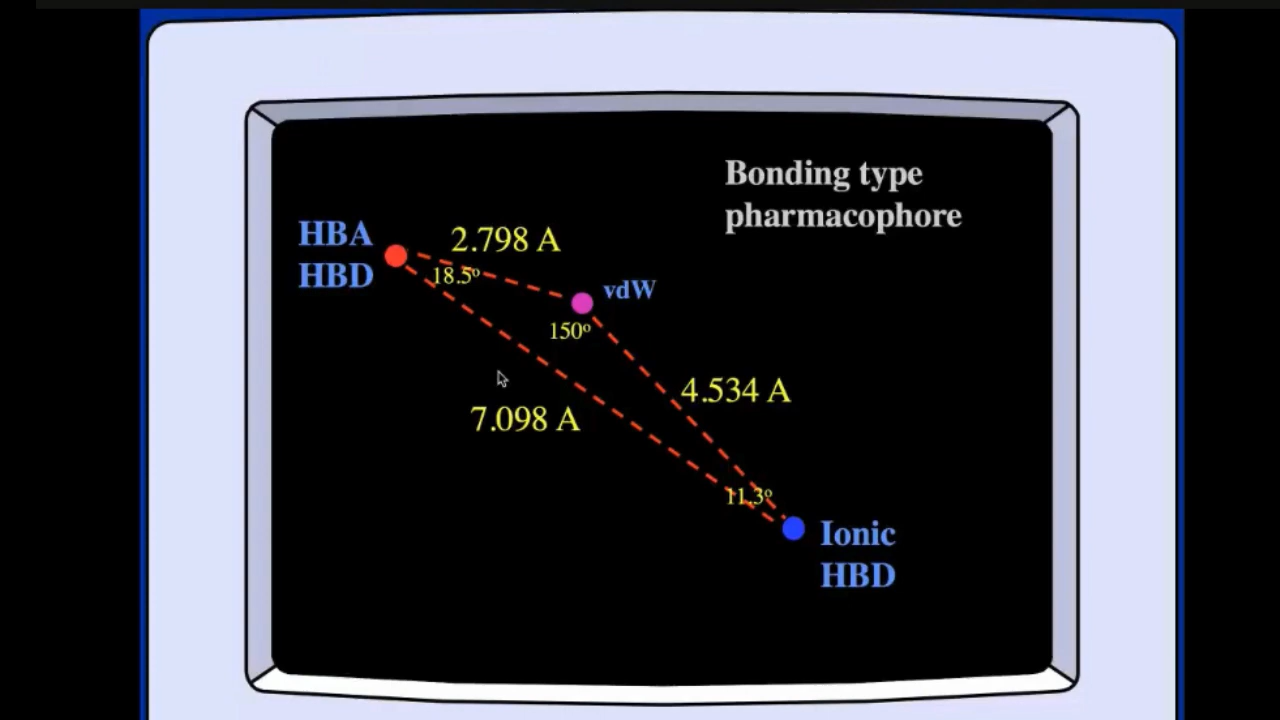 Bonding type
pharmacophore
HBA
HBD
2.798 A
18.5º
vdW
150º
4.534 A
7.098 A
11.3º
Ionic
HBD